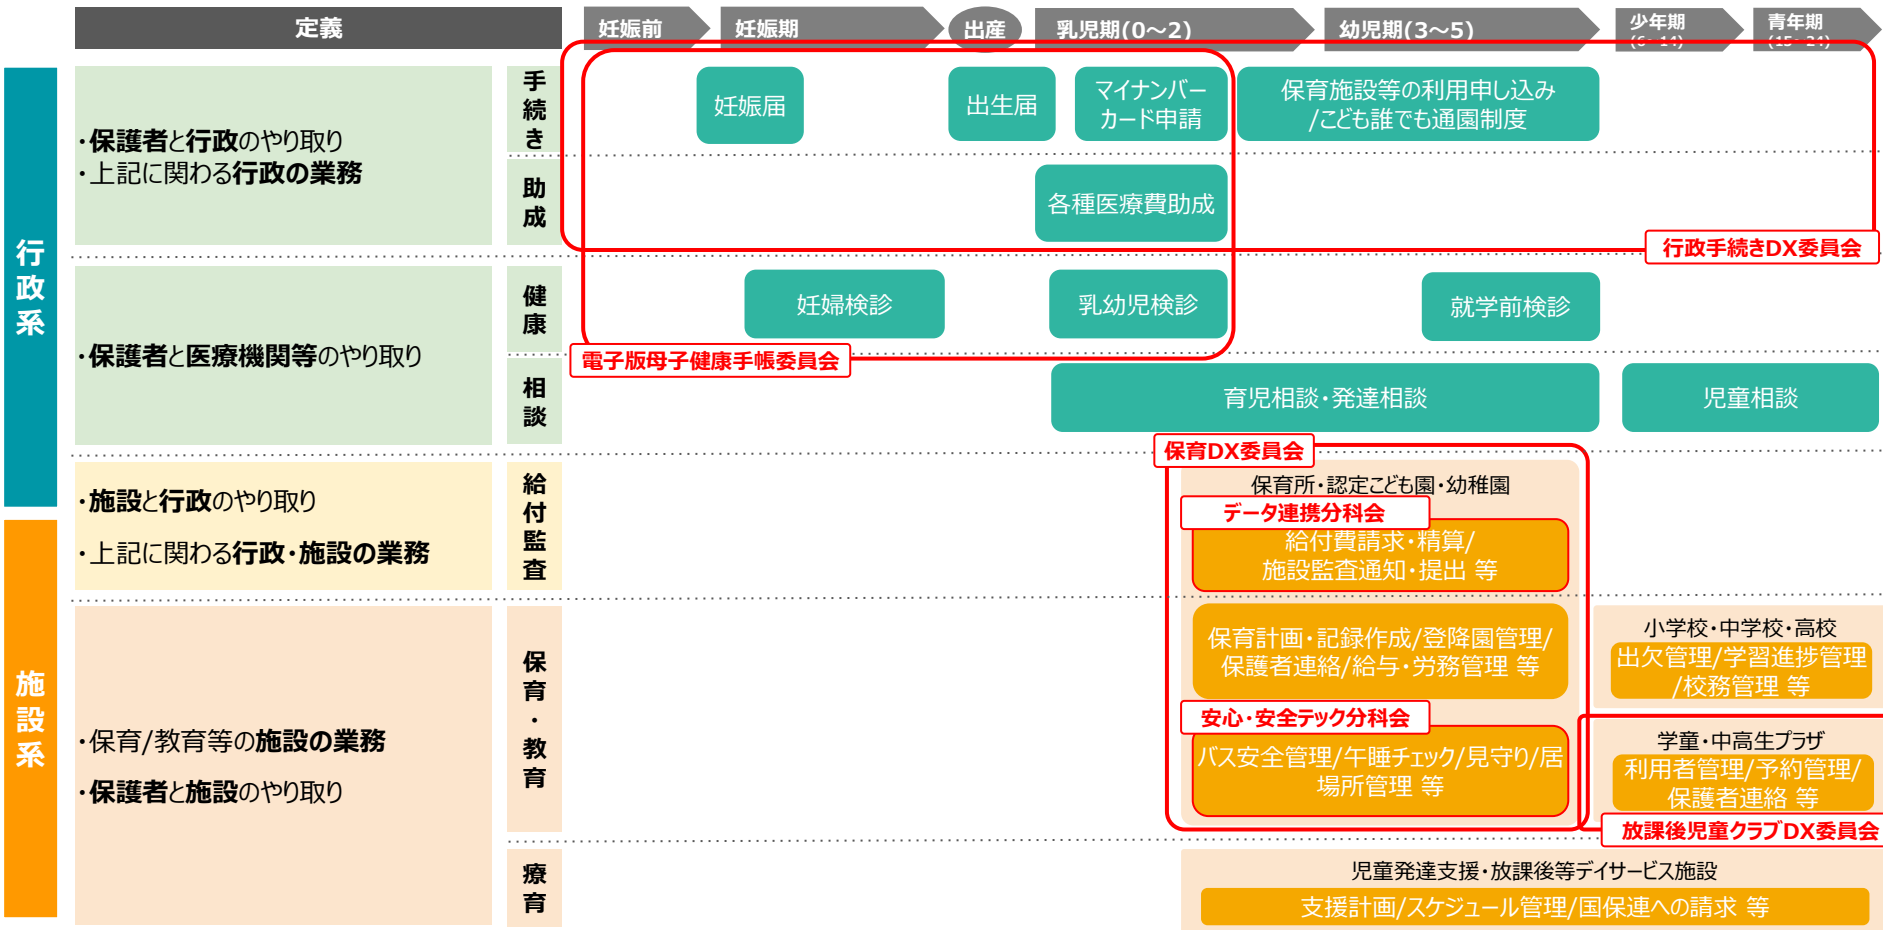 定義
妊娠前
妊娠期
出産
乳児期(0～2)
幼児期(3～5)
少年期
(6~14)
青年期
(15~24)
行政系
・保護者と行政のやり取り
・上記に関わる行政の業務
手続き
妊娠届
出生届
マイナンバー
カード申請
保育施設等の利用申し込み
/こども誰でも通園制度
助成
各種医療費助成
行政手続きDX委員会
・保護者と医療機関等のやり取り
健康
妊婦検診
乳幼児検診
就学前検診
電子版母子健康手帳委員会
相談
育児相談・発達相談
児童相談
保育DX委員会
・施設と行政のやり取り
・上記に関わる行政・施設の業務
給付監査
保育所・認定こども園・幼稚園
データ連携分科会
給付費請求・精算/
施設監査通知・提出 等
施設系
・保育/教育等の施設の業務
・保護者と施設のやり取り
保育・教育
保育計画・記録作成/登降園管理/
保護者連絡/給与・労務管理 等
安心・安全テック分科会
バス安全管理/午睡チェック/見守り/居
場所管理 等
小学校・中学校・高校
出欠管理/学習進捗管理
/校務管理 等
学童・中高生プラザ
利用者管理/予約管理/
保護者連絡 等
放課後児童クラブDX委員会
療育
児童発達支援・放課後等デイサービス施設
支援計画/スケジュール管理/国保連への請求 等